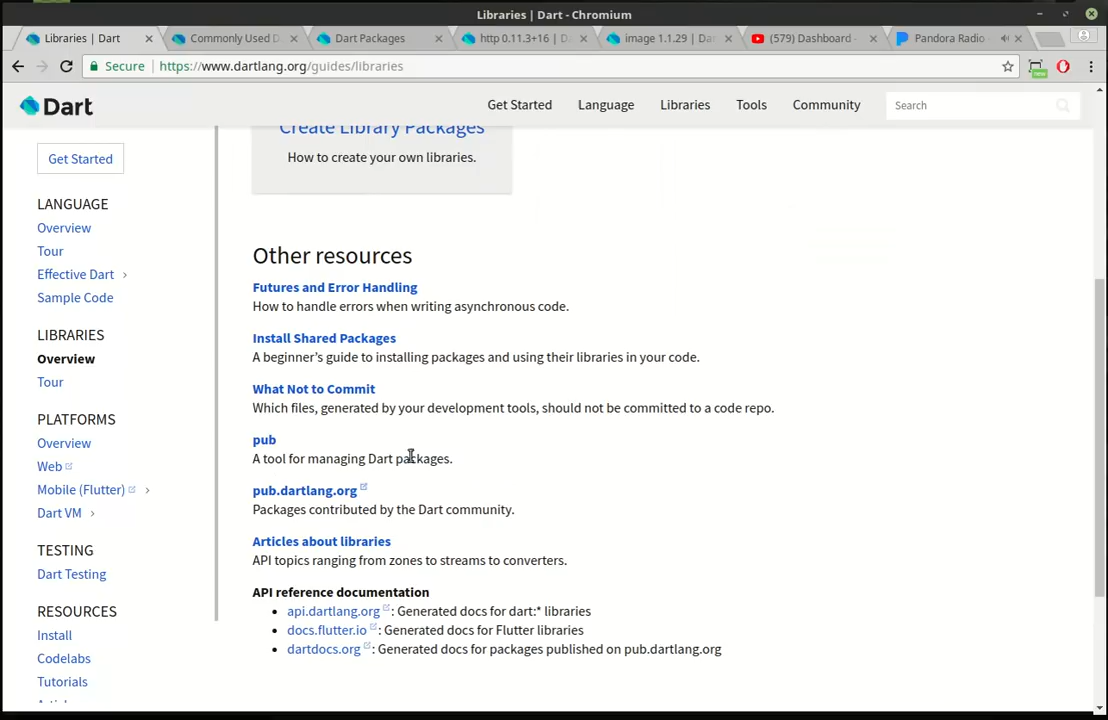 Libraries | Dart - Chromium
Libraries | Dart
Commonly Used D
Dart Packages
http 0.11.3+16 | D
image 1.1.29 | Da
(579) Dashboard -
Pandora Radio
Secure | https://www.dartlang.org/guides/libraries
new
Dart
Get Started
Language
Libraries
Tools
Community
Search
Get Started
LANGUAGE
Overview
Tour
Effective Dart
Sample Code
LIBRARIES
Overview
Tour
PLATFORMS
Overview
Web
Mobile (Flutter)
Dart VM
TESTING
Dart Testing
RESOURCES
Install
Codelabs
Tutorials
Create Library Packages
How to create your own libraries.
Other resources
Futures and Error Handling
How to handle errors when writing asynchronous code.
Install Shared Packages
A beginner's guide to installing packages and using their libraries in your code.
What Not to Commit
Which files, generated by your development tools, should not be committed to a code repo.
pub
A tool for managing Dart packages.
pub.dartlang.org
Packages contributed by the Dart community.
Articles about libraries
API topics ranging from zones to streams to converters.
API reference documentation
• api.dartlang.org : Generated docs for dart:* libraries
• docs.flutter.io : Generated docs for Flutter libraries
• dartdocs.org : Generated docs for packages published on pub.dartlang.org